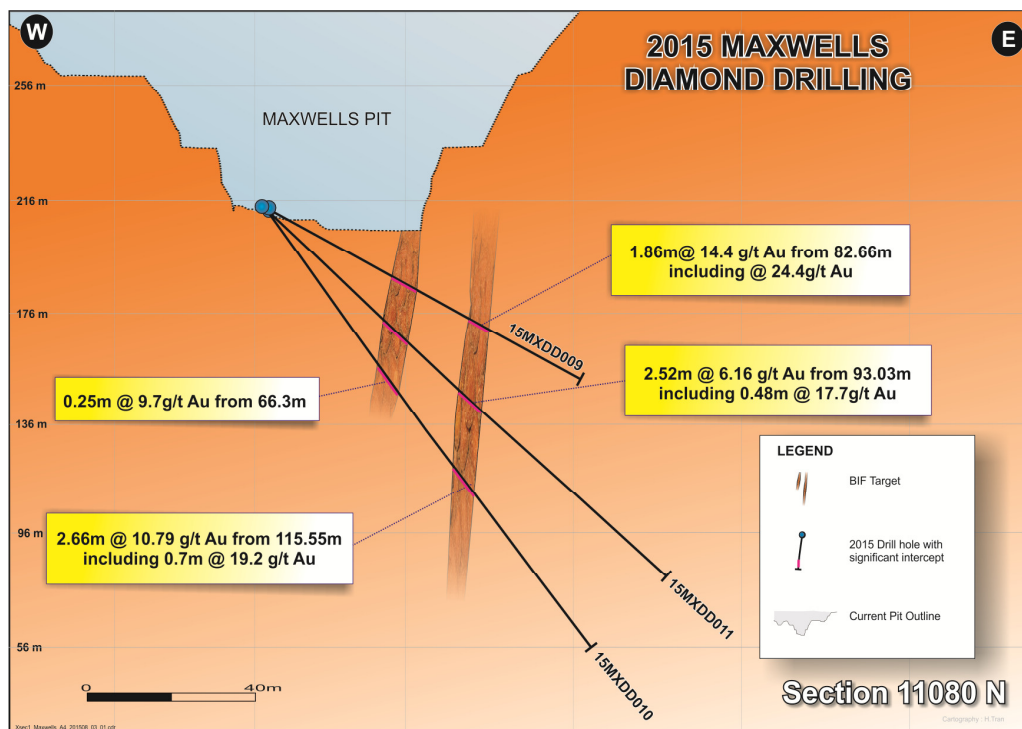 W
E
2015 MAXWELLS
DIAMOND DRILLING
256 m
MAXWELLS PIT
216 m
1.86m@ 14.4 g/t Au from 82.66m
including @ 24.4g/t Au
176 m
15MXDD009
2.52m @ 6.16 g/t Au from 93.03m
including 0.48m @ 17.7g/t Au
0.25m @ 9.7g/t Au from 66.3m
136 m
LEGEND
BIF Target
2015 Drill hole with
significant intercept
Current Pit Outline
2.66m @ 10.79 g/t Au from 115.55m
including 0.7m @ 19.2 g/t Au
96 m
15MXDD011
56 m
15MXDD010
0 40m
Section 11080 N
Cartography : H.Tian